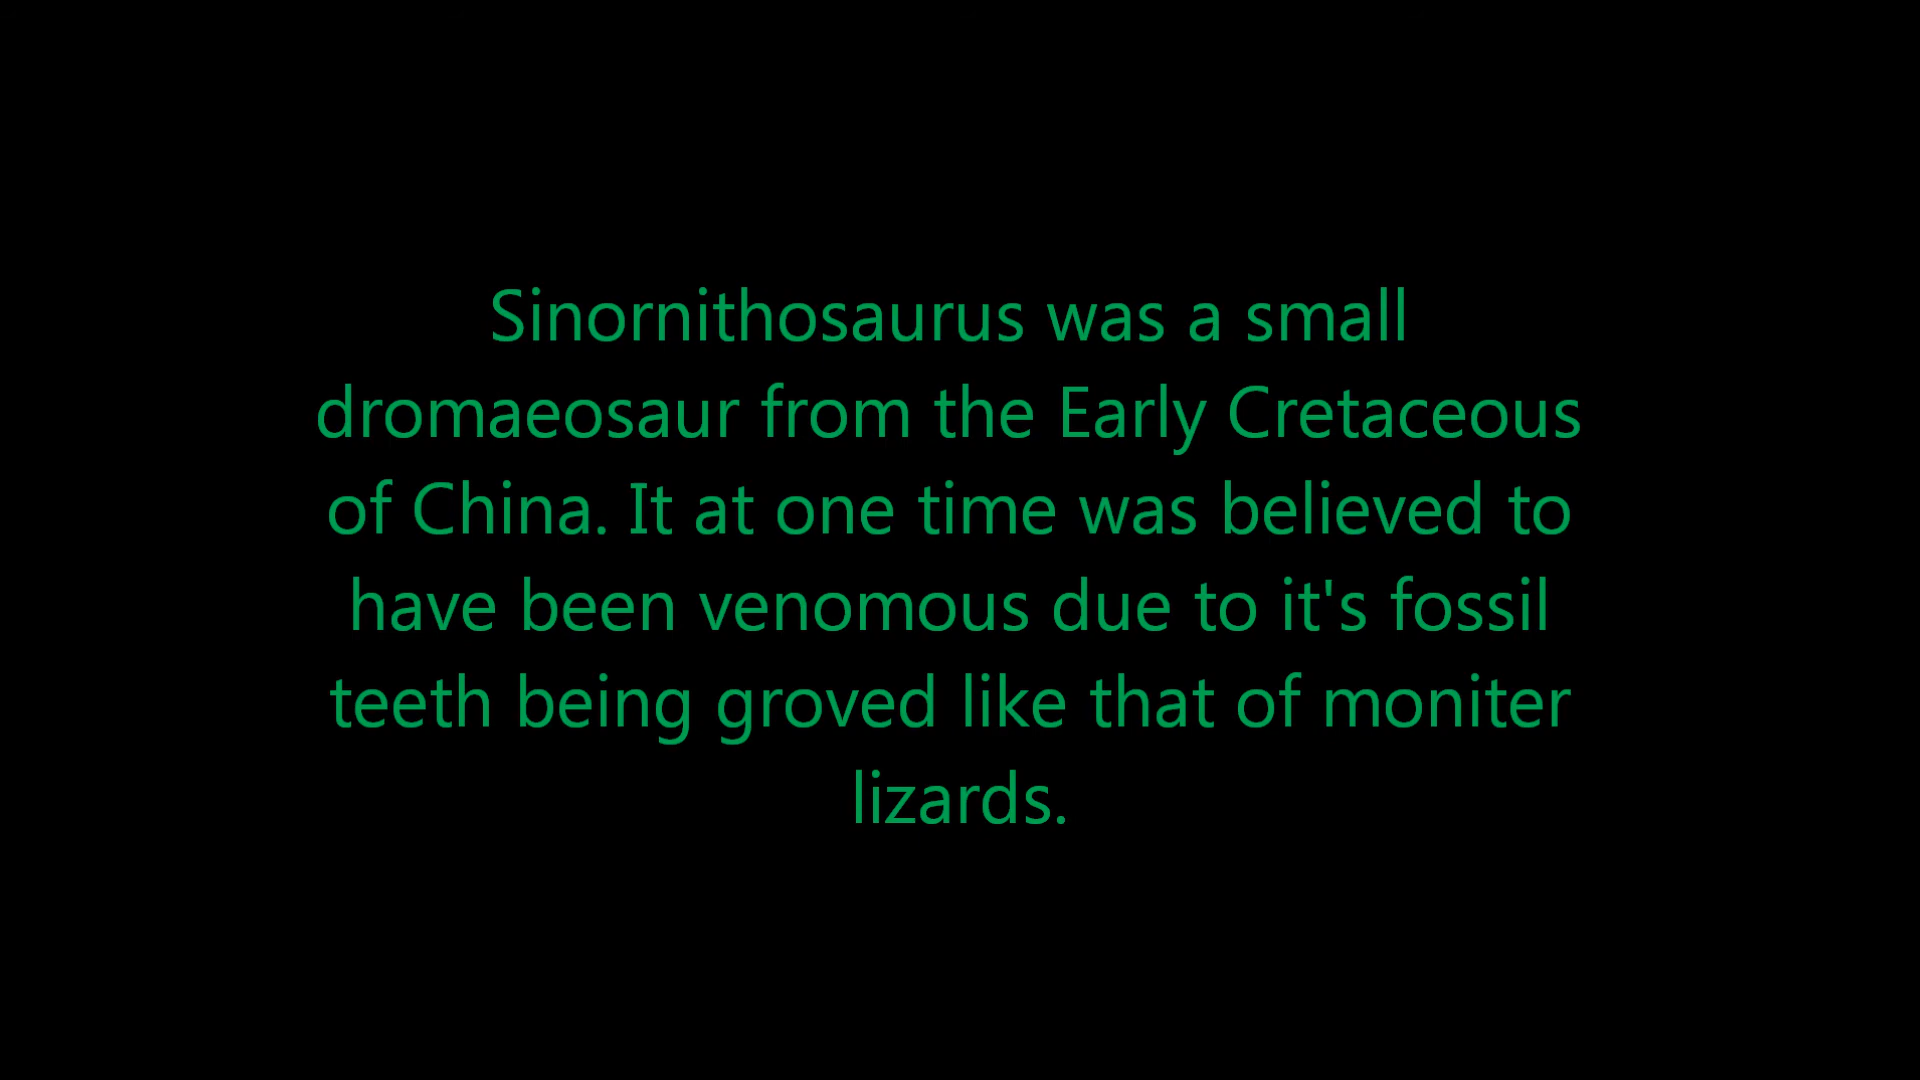 Sinornithosaurus was a small
dromaeosaur from the Early Cretaceous
of China. It at one time was believed to
have been venomous due to it's fossil
teeth being groved like that of moniter
lizards.